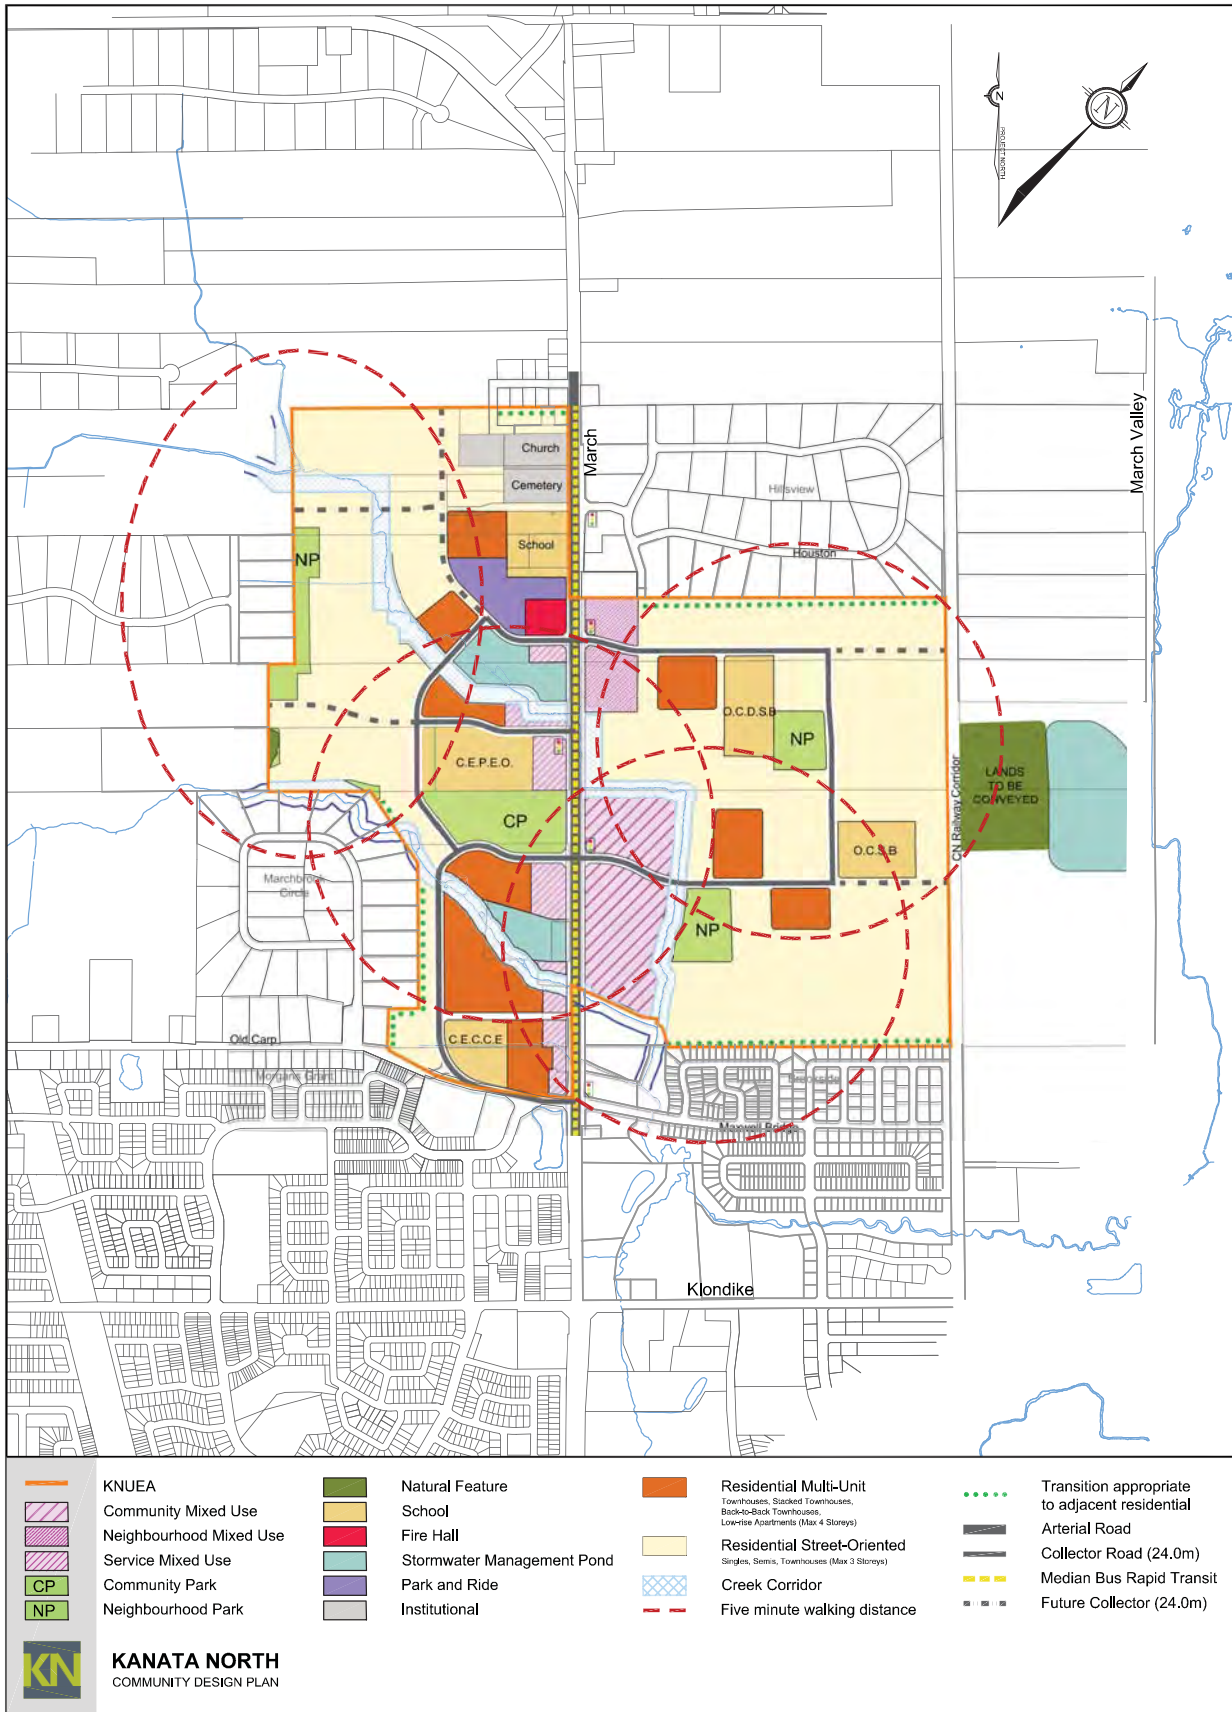 N
PROJECT NORTH
N
March
March Valley
Church
Cemetery
Hillsview
School
Houston
NP
O.C.D.S.B
NP
C.E.P.E.O.
LANDS
TO BE
CONVEYED
CN Railway Corridor
CP
O.C.S.B
Marchbrook
Circle
NP
Old Carp
C.E.C.C.E
Morgans Grant
Brookside
Maxwell Bridge
Klondike
KNUEA
Community Mixed Use
Neighbourhood Mixed Use
Service Mixed Use
CP Community Park
NP Neighbourhood Park
Natural Feature
School
Fire Hall
Stormwater Management Pond
Park and Ride
Institutional
Residential Multi-Unit
Townhouses, Stacked Townhouses,
Back-to-Back Townhouses,
Low-rise Apartments (Max 4 Storeys)
Residential Street-Oriented
Singles, Semis, Townhouses (Max 3 Storeys)
Creek Corridor
Five minute walking distance
Transition appropriate
to adjacent residential
Arterial Road
Collector Road (24.0m)
Median Bus Rapid Transit
Future Collector (24.0m)
KN
KANATA NORTH
COMMUNITY DESIGN PLAN